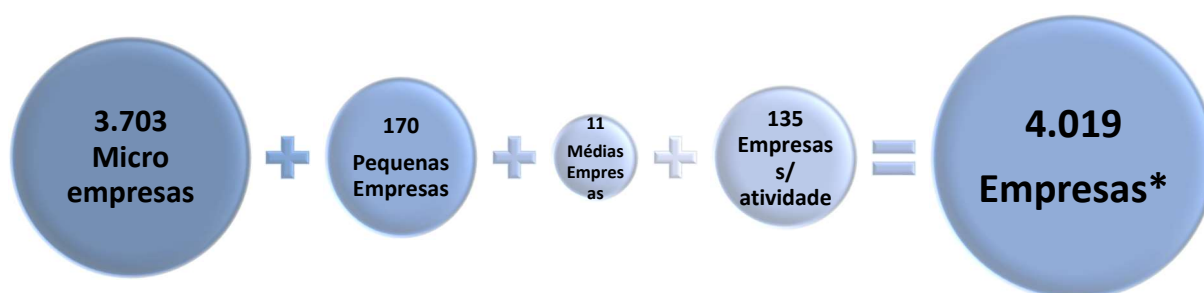 3.703
Micro
empresas
170
Pequenas
Empresas
11
Médias
Empres
as
135
Empresas
s/
atividade
4.019
Empresas*